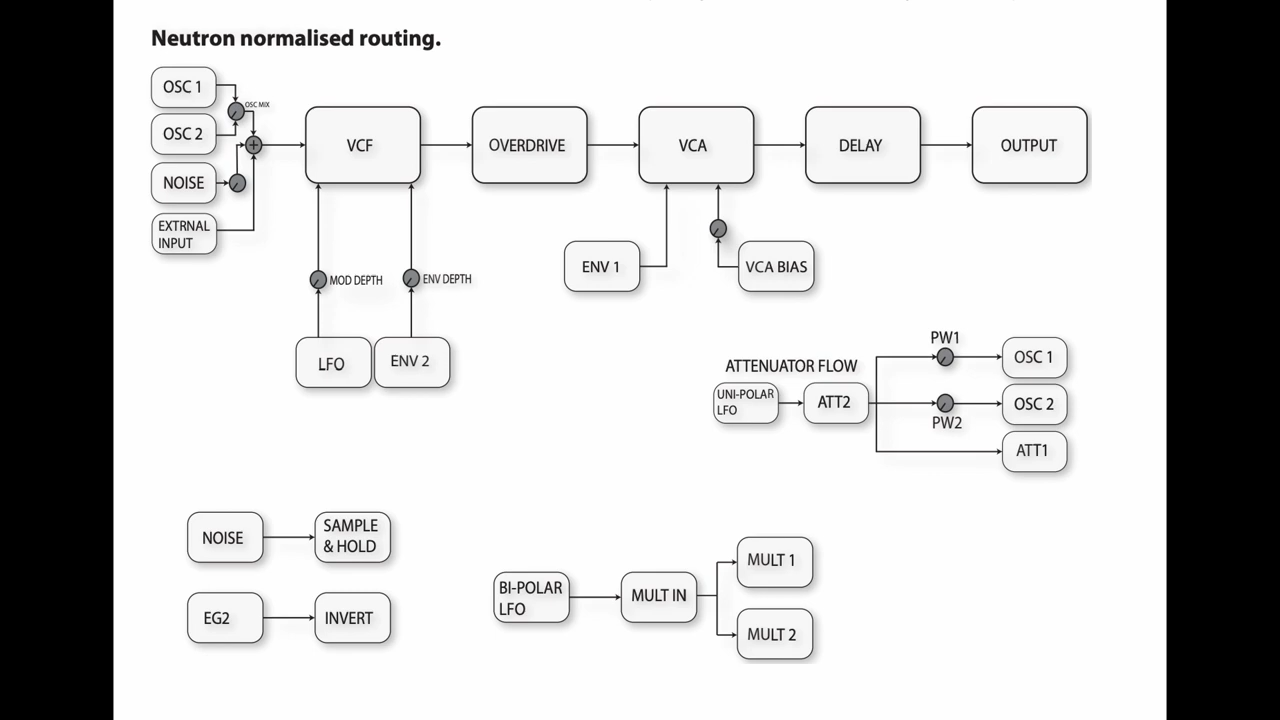 Neutron normalised routing.
OSC 1
OSC MIX
OSC 2
NOISE
EXTRNAL
INPUT
VCF
OVERDRIVE
VCA
DELAY
OUTPUT
MOD DEPTH
ENV DEPTH
LFO
ENV 2
ENV 1
VCA BIAS
ATTENUATOR FLOW
UNI-POLAR
LFO
ATT2
PW1
OSC 1
OSC 2
PW2
ATT1
NOISE
SAMPLE
& HOLD
EG2
INVERT
BI-POLAR
LFO
MULT IN
MULT 1
MULT 2